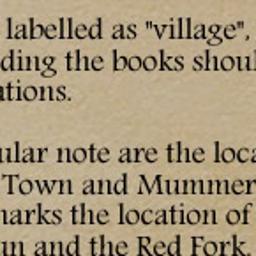 labelled as "village",
ding the books shoul
ations.
ular note are the loca
Town and Mummer
narks the location of
un and the Red Fork.